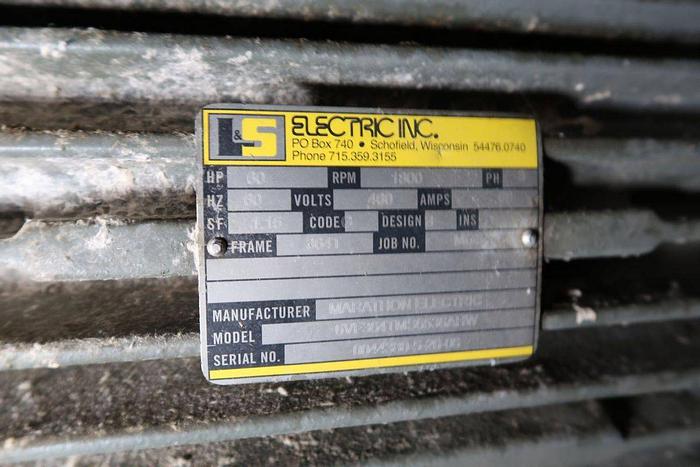 L&S ELECTRIC INC.
PO Box 740 • Schofield, Wisconsin 54476.0740
Phone 715.359.3155
HP 60 RPM 1800 PH
HZ 60 VOLTS 460 AMPS
SF 1.15 CODE G DESIGN INS
FRAME 364T JOB NO.
MANUFACTURER MARATHON ELECTRIC
MODEL
SERIAL NO.